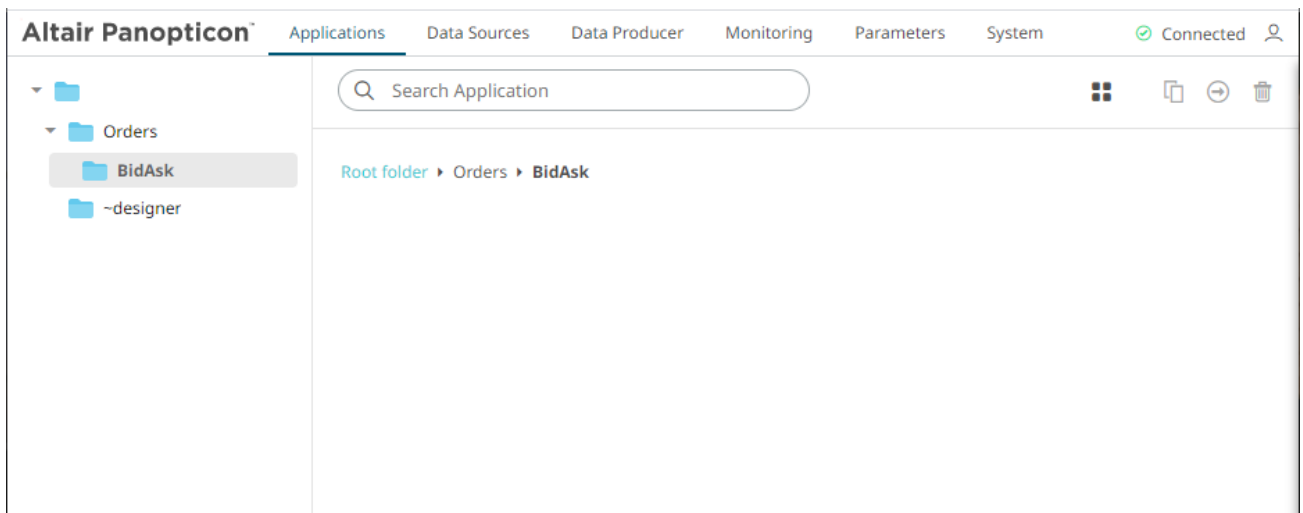 Altair Panopticon™ Applications Data Sources Data Producer Monitoring Parameters System Connected
Search Application
Orders
BidAsk
Root folder Orders BidAsk
~designer